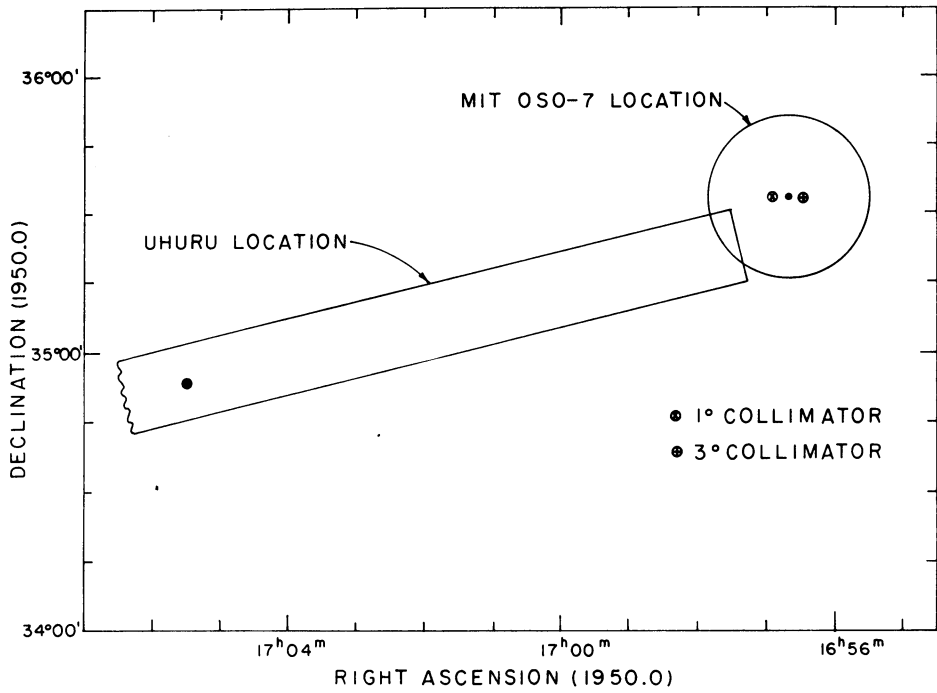 36°00'
MIT OSO-7 LOCATION
UHURU LOCATION
35°00'
1° COLLIMATOR
3° COLLIMATOR
34°00'
17ʰ04ᵐ
17ʰ00ᵐ
16ʰ56ᵐ
RIGHT ASCENSION (1950.0)
DECLINATION (1950.0)